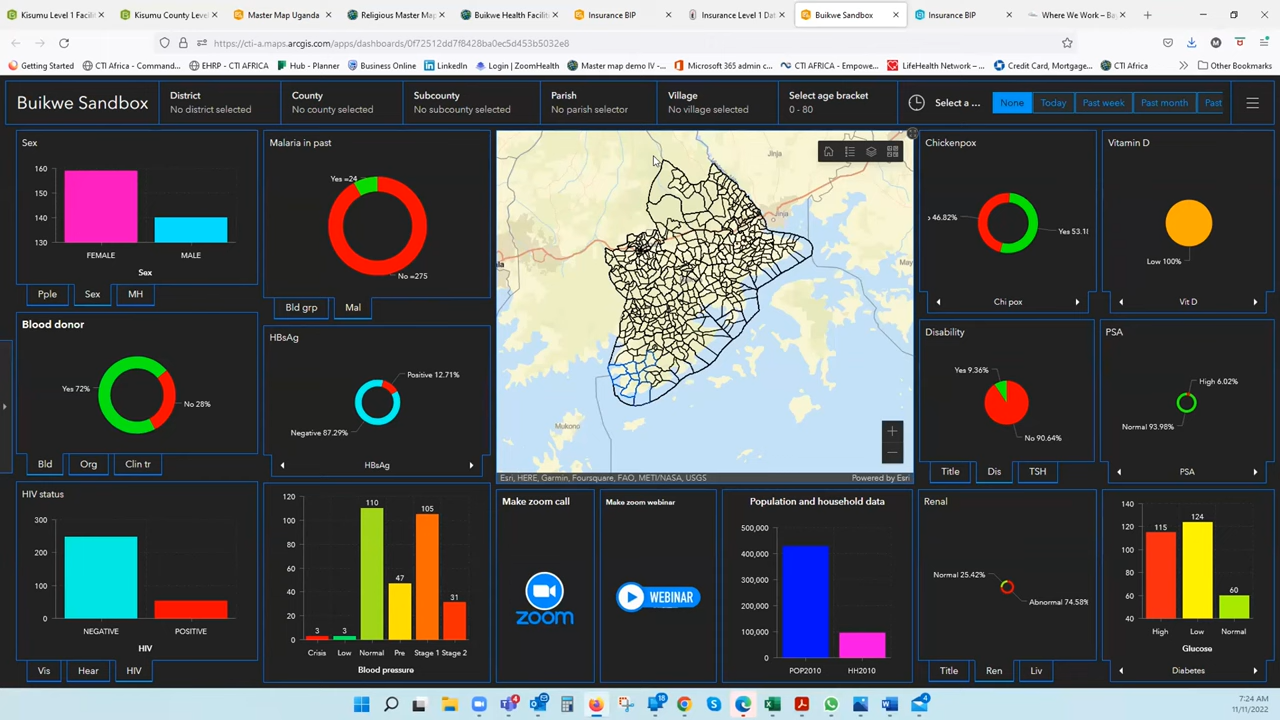 Kisumu Level 1 Facili
Kisumu County Level
Master Map Uganda
Religious Master Ma
Buikwe Health Facilit
Insurance BIP
Insurance Level 1 Da
Buikwe Sandbox
Insurance BIP
Where We Work – Ba
https://cti-a.maps.arcgis.com/apps/dashboards/0f72512dd7f8428ba0ec5d453b5032e8
Getting Started
CTI Africa - Comman...
EHRP - CTI AFRICA
Hub - Planner
Business Online
LinkedIn
Login | ZoomHealth
Master map demo IV -...
Microsoft 365 admin c...
CTI AFRICA - Empowe...
LifeHealth Network – ...
Credit Card, Mortgage...
CTI Africa
Other Bookmarks
Buikwe Sandbox
District
No district selected
County
No county selected
Subcounty
No subcounty selected
Parish
No parish selector
Village
No village selected
Select age bracket
0 - 80
Select a ...
None
Today
Past week
Past month
Past
Sex
160
150
140
130
FEMALE
MALE
Sex
Pple
Sex
MH
Malaria in past
Yes =24
No =275
Bld grp
Mal
Jinja
Jinja
Mukono
Esri, HERE, Garmin, Foursquare, FAO, METI/NASA, USGS
Powered by Esri
Chickenpox
46.82%
Yes 53.1
Chi pox
Vitamin D
Low 100%
Vit D
Blood donor
Yes 72%
No 28%
Bld
Org
Clin tr
HBsAg
Positive 12.71%
Negative 87.29%
HBsAg
Disability
Yes 9.36%
No 90.64%
Title
Dis
TSH
PSA
High 6.02%
Normal 93.98%
PSA
HIV status
300
200
100
0
NEGATIVE
POSITIVE
HIV
Vis
Hear
HIV
120
100
80
60
40
20
0
3
3
110
47
105
31
Crisis
Low
Normal
Pre
Stage 1
Stage 2
Blood pressure
Make zoom call
zoom
Make zoom webinar
WEBINAR
Population and household data
500,000
400,000
300,000
200,000
100,000
0
POP2010
HH2010
Renal
Normal 25.42%
Abnormal 74.58%
Title
Ren
Liv
140
120
100
80
60
40
115
124
60
High
Low
Normal
Glucose
Diabetes
7:24 AM
11/11/2022